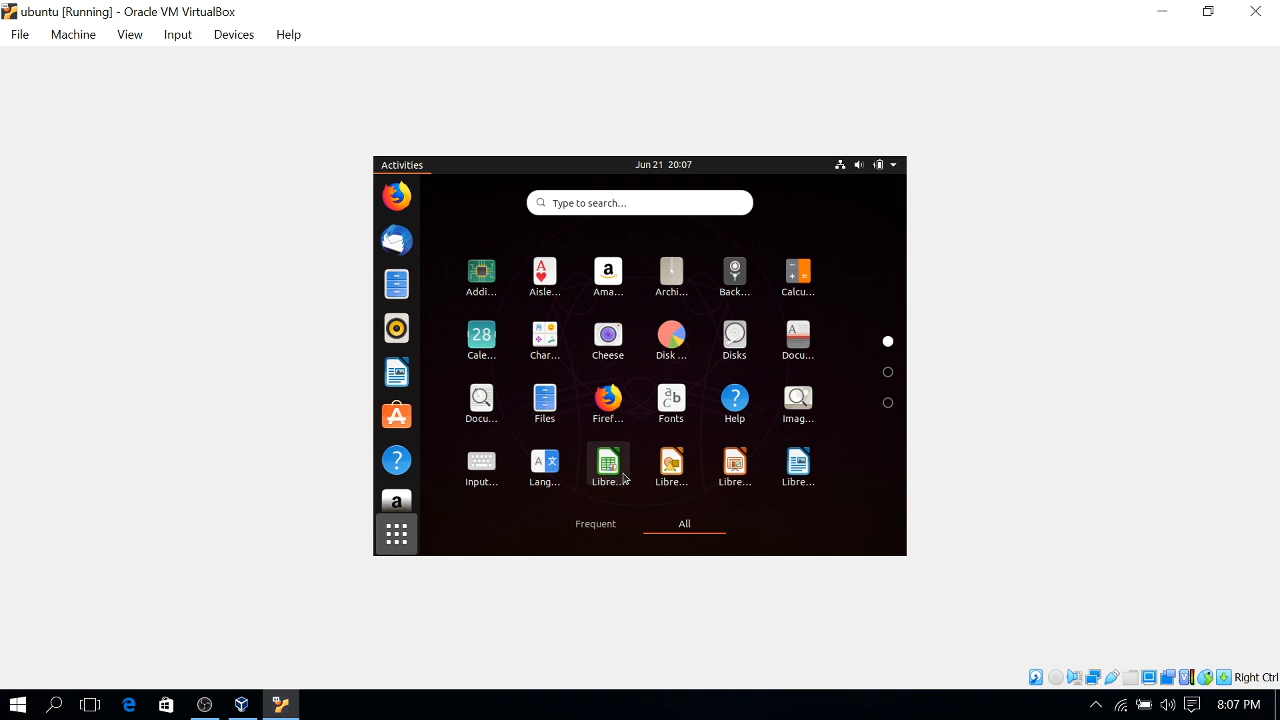 ubuntu [Running] - Oracle VM VirtualBox
File Machine View Input Devices Help
Activities Jun 21 20:07
Type to search...
Addi... Aisle... Ama... Archi... Back... Calcu...
28
Cale... Char... Cheese Disk ... Disks Docu...
Docu... Files Firef... Fonts Help Imag...
Input... Lang... Libre... Libre... Libre... Libre...
Frequent All
Right Ctrl
8:07 PM